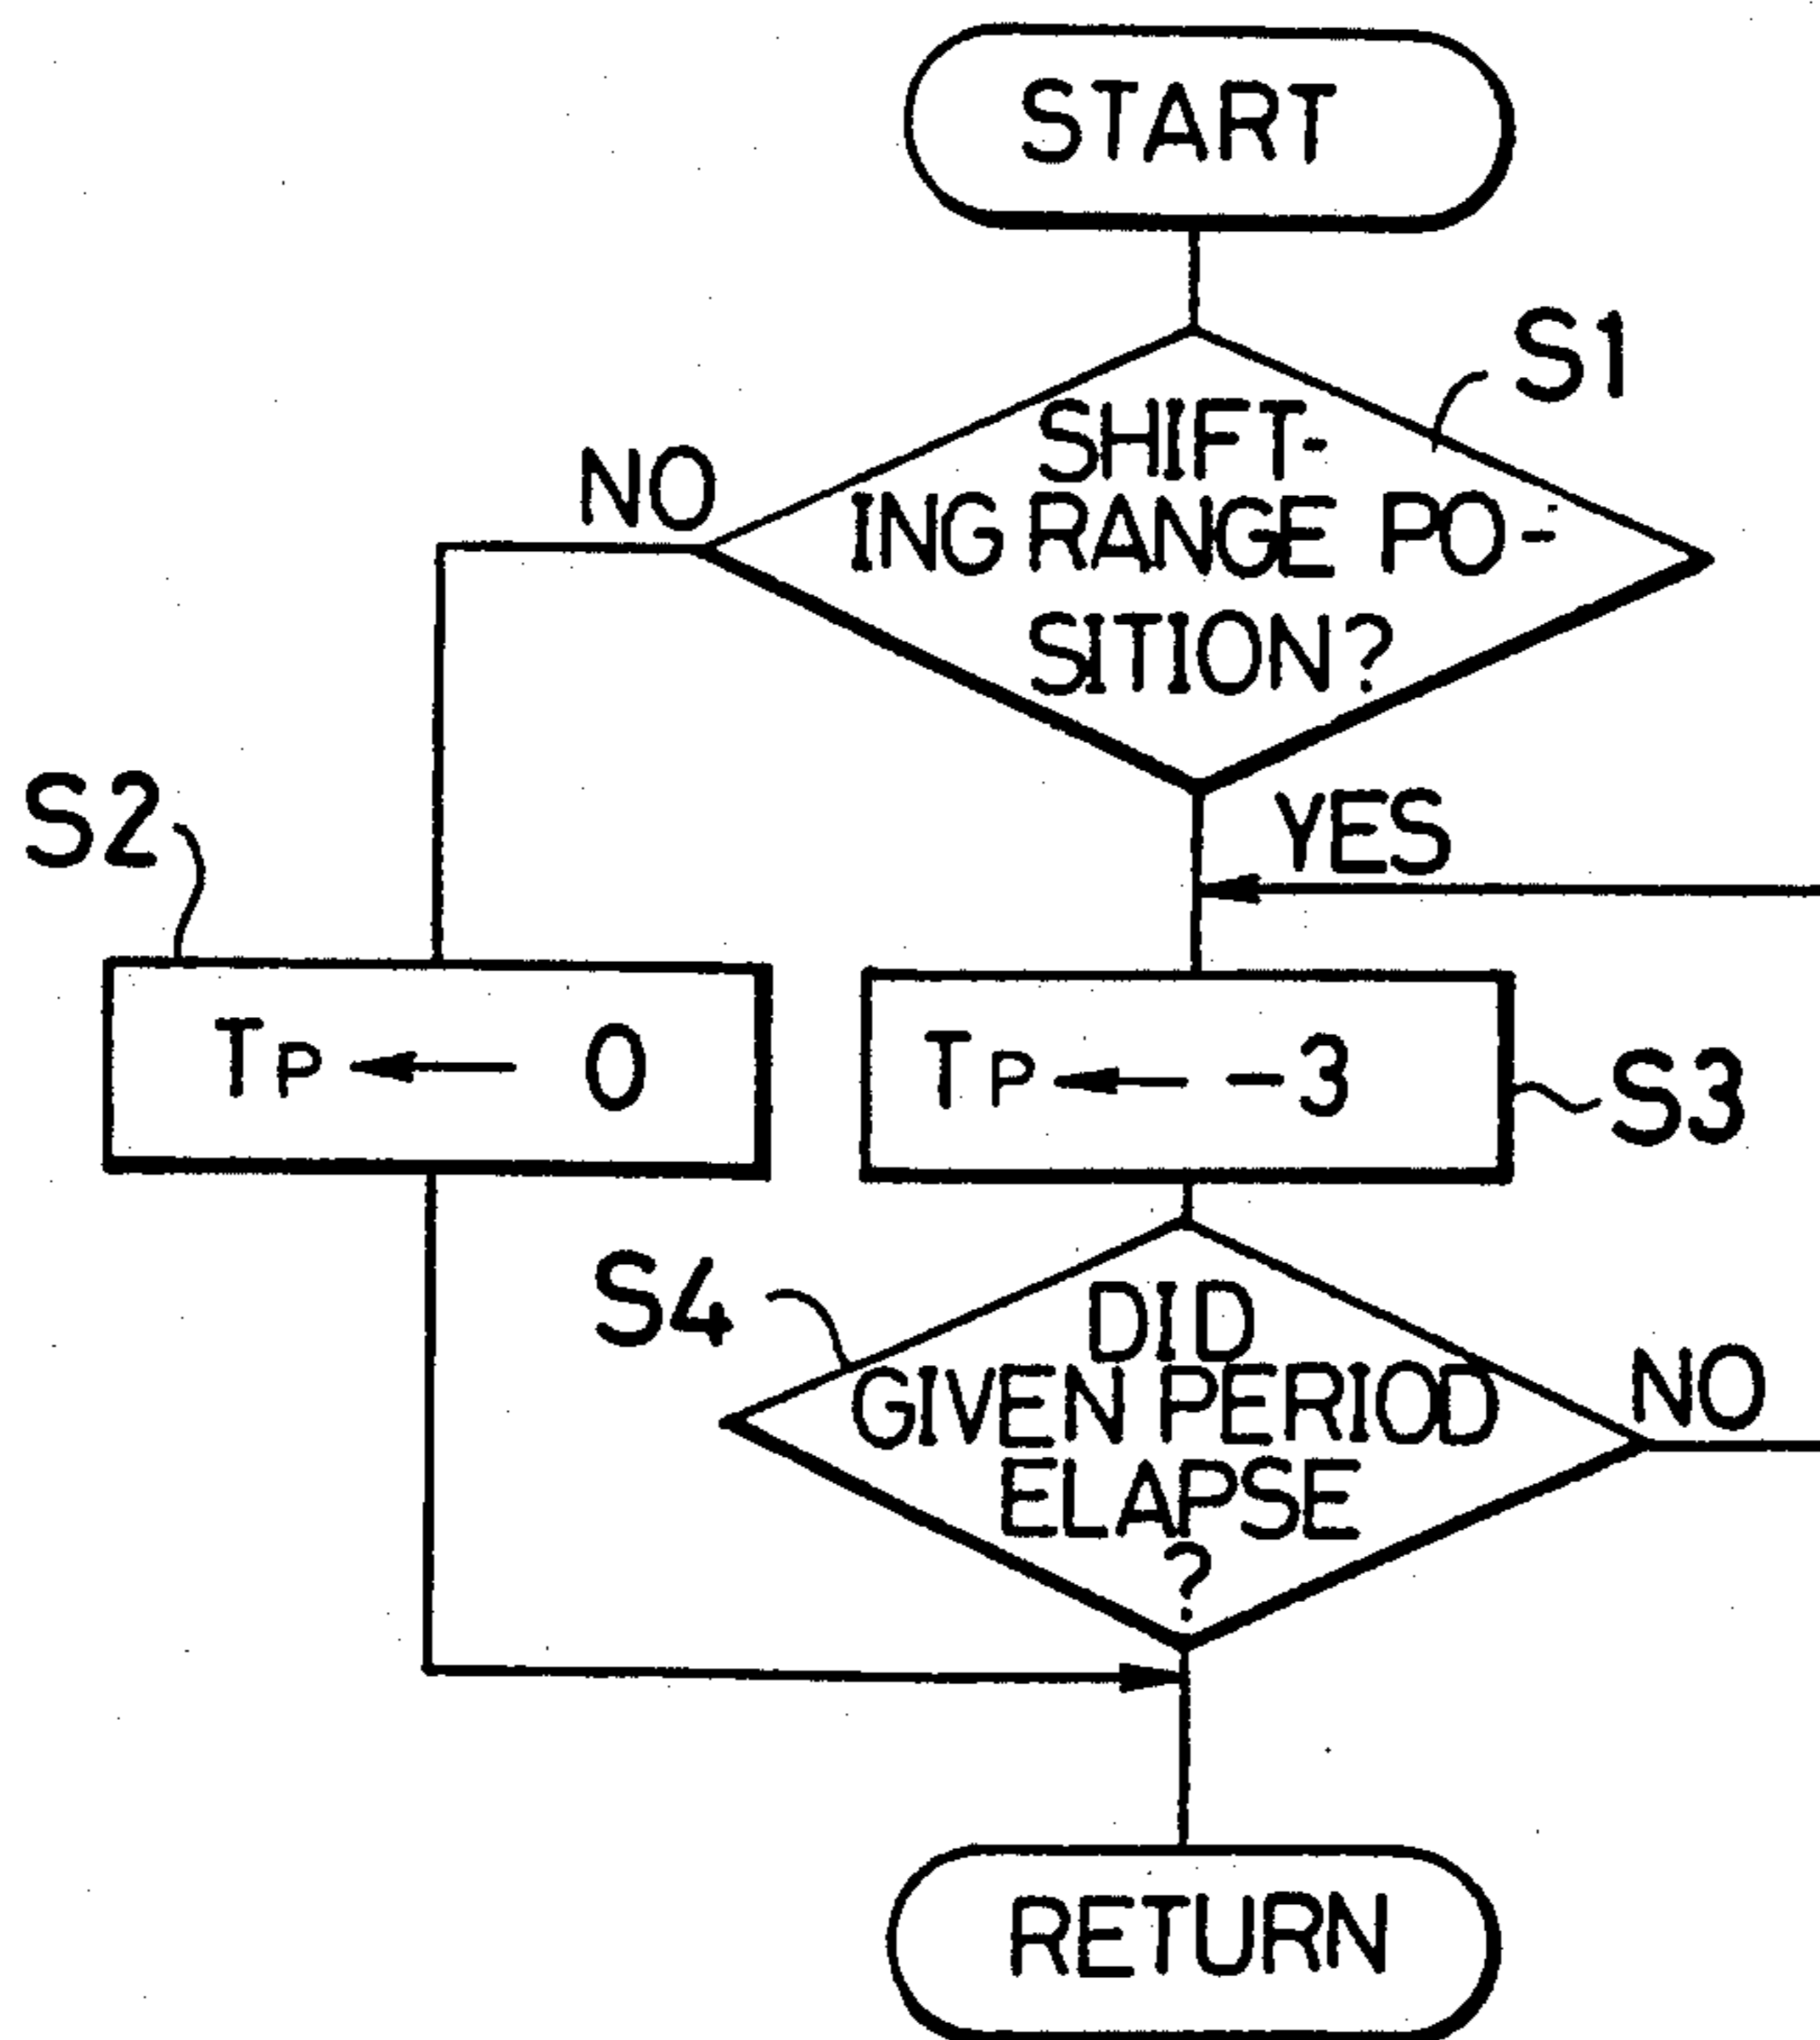 START
S1
SHIFT-
ING RANGE PO-
SITION?
NO
YES
S2
TP ← 0
TP ← -3
S3
S4
DID
GIVEN PERIOD
ELAPSE
?
NO
RETURN